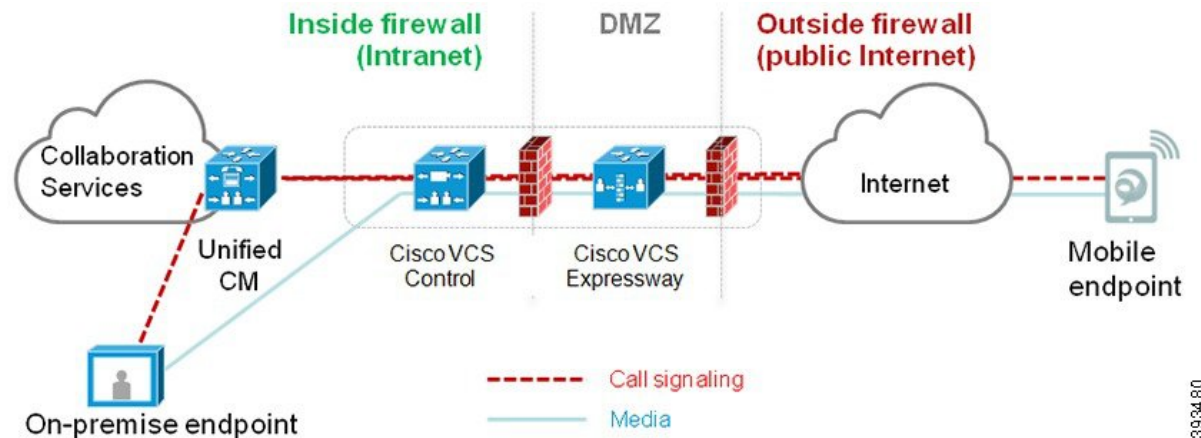 Inside firewall
(Intranet)
DMZ
Outside firewall
(public Internet)
Collaboration
Services
Unified
CM
Cisco VCS
Control
Cisco VCS
Expressway
Internet
Mobile
endpoint
On-premise endpoint
Call signaling
Media
393480